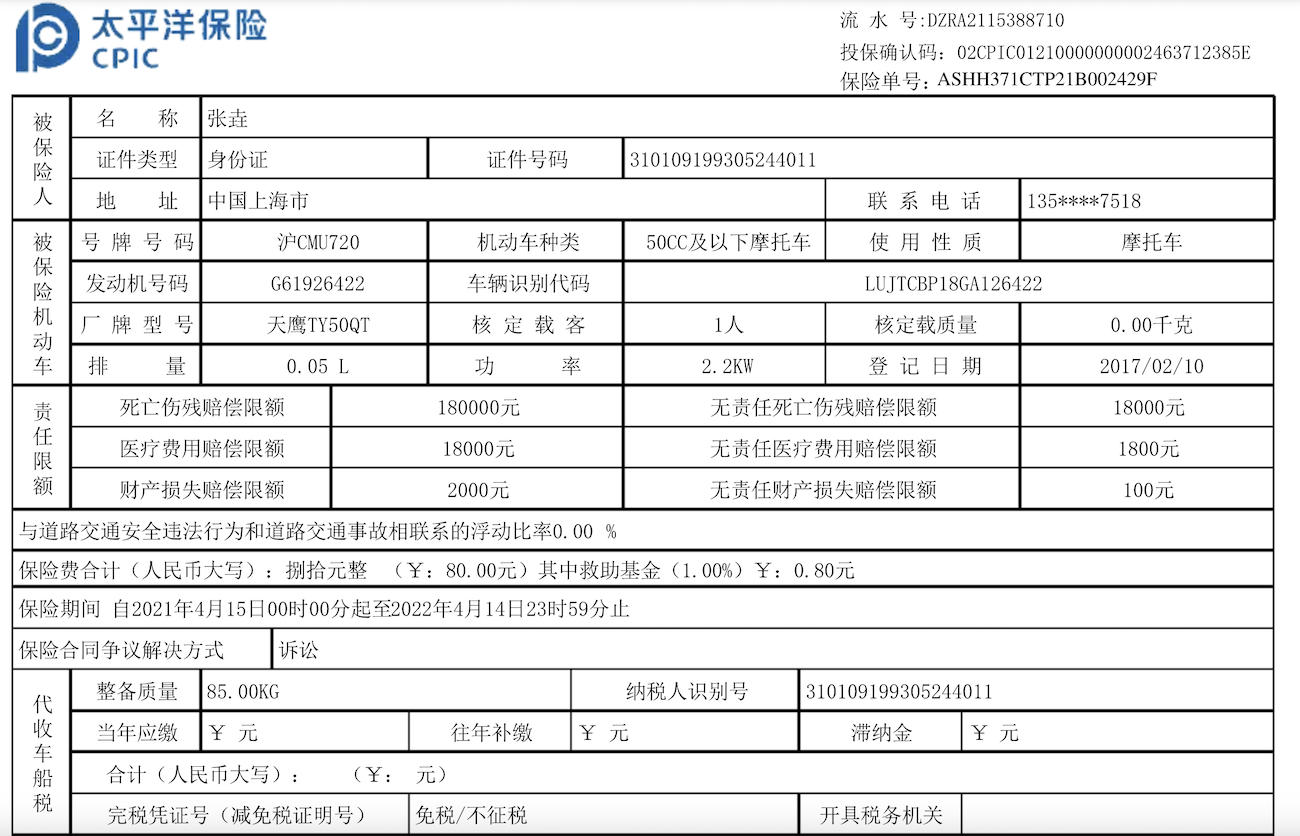 太平洋保险
CPIC
流 水 号:DZRA2115388710
投保确认码：02CPIC01210000000002463712385E
保险单号：ASHH371CTP21B002429F
被保险人
名 称 张垚
证件类型 身份证 证件号码 310109199305244011
地 址 中国上海市 联 系 电 话 135****7518
被保险机动车
号 牌 号 码 沪CMU720 机动车种类 50CC及以下摩托车 使 用 性 质 摩托车
发动机号码 G61926422 车辆识别代码 LUJTCBP18GA126422
厂 牌 型 号 天鹰TY50QT 核 定 载 客 1人 核定载质量 0.00千克
排 量 0.05 L 功 率 2.2KW 登 记 日 期 2017/02/10
责任限额
死亡伤残赔偿限额 180000元 无责任死亡伤残赔偿限额 18000元
医疗费用赔偿限额 18000元 无责任医疗费用赔偿限额 1800元
财产损失赔偿限额 2000元 无责任财产损失赔偿限额 100元
与道路交通安全违法行为和道路交通事故相联系的浮动比率0.00 %
保险费合计（人民币大写）：捌拾元整 （￥：80.00元）其中救助基金（1.00%）￥：0.80元
保险期间 自2021年4月15日00时00分起至2022年4月14日23时59分止
保险合同争议解决方式 诉讼
代收车船税
整备质量 85.00KG 纳税人识别号 310109199305244011
当年应缴 ￥ 元 往年补缴 ￥ 元 滞纳金 ￥ 元
合计（人民币大写）： （￥： 元）
完税凭证号（减免税证明号） 免税/不征税 开具税务机关